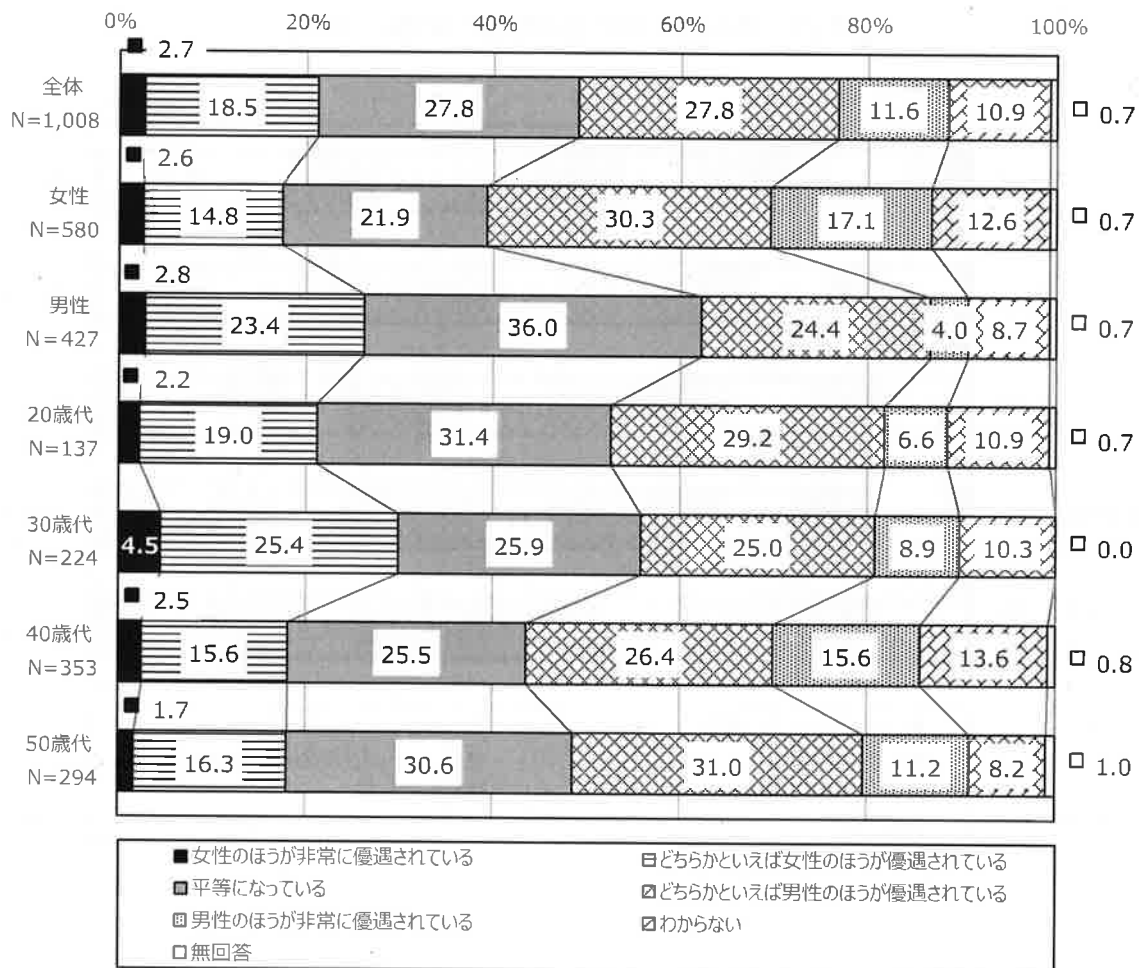 0% 20% 40% 60% 80% 100%
2.7
全体
N=1,008
18.5 27.8 27.8 11.6 10.9 0.7
2.6
女性
N=580
14.8 21.9 30.3 17.1 12.6 0.7
2.8
男性
N=427
23.4 36.0 24.4 4.0 8.7 0.7
2.2
20歳代
N=137
19.0 31.4 29.2 6.6 10.9 0.7
30歳代
N=224
4.5 25.4 25.9 25.0 8.9 10.3 0.0
2.5
40歳代
N=353
15.6 25.5 26.4 15.6 13.6 0.8
1.7
50歳代
N=294
16.3 30.6 31.0 11.2 8.2 1.0
女性のほうが非常に優遇されている どちらかといえば女性のほうが優遇されている
平等になっている どちらかといえば男性のほうが優遇されている
男性のほうが非常に優遇されている わからない
無回答